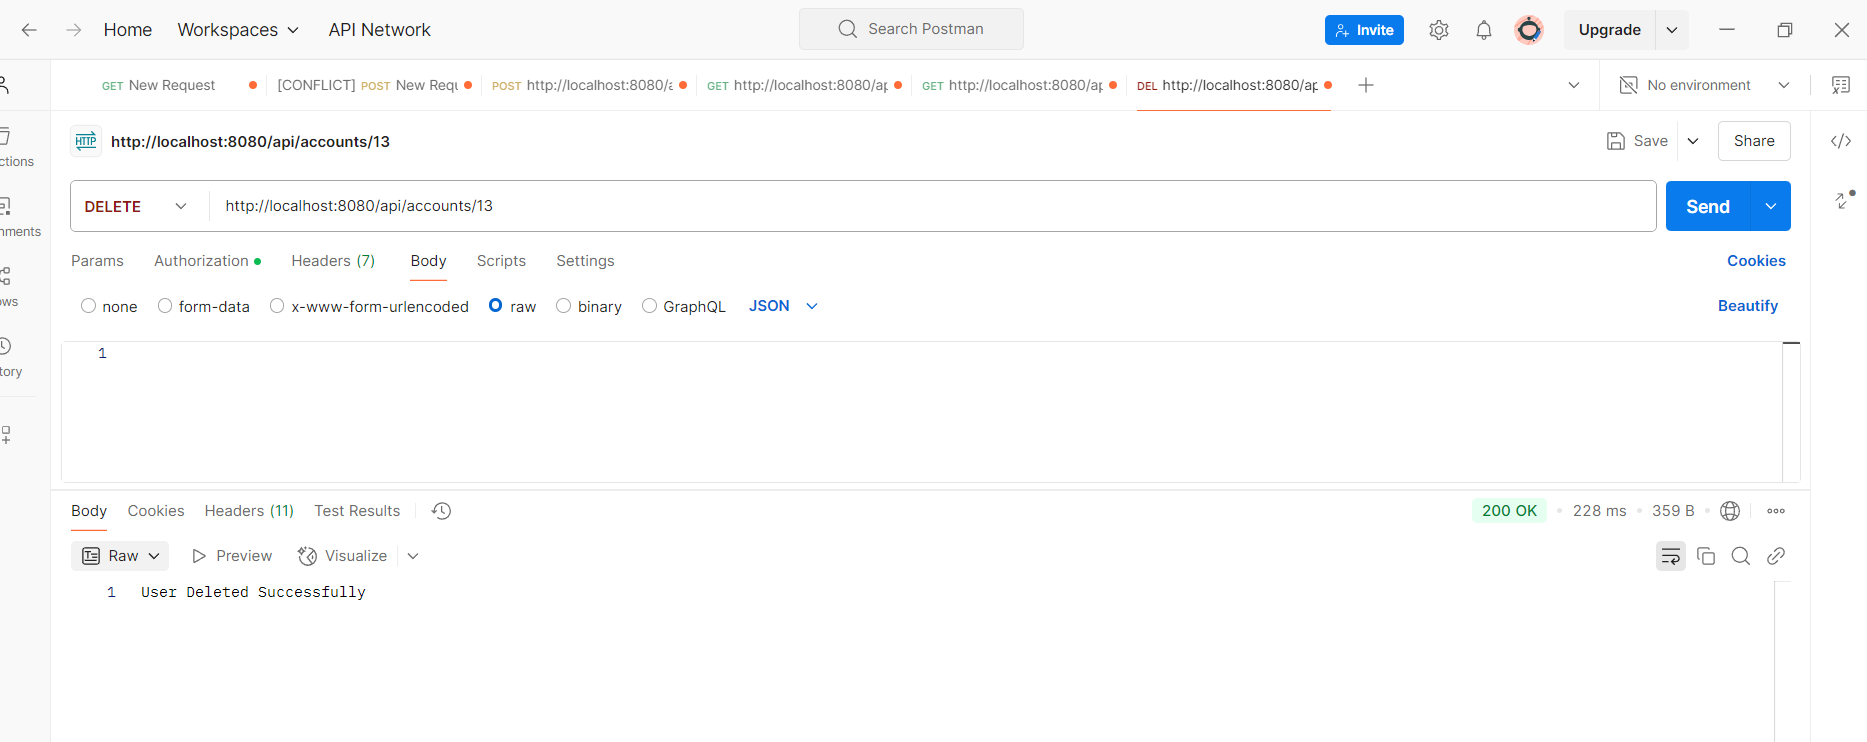 Home Workspaces API Network Search Postman Invite Upgrade
GET New Request [CONFLICT] POST New Requ POST http://localhost:8080/a GET http://localhost:8080/ap GET http://localhost:8080/ap DEL http://localhost:8080/ap No environment
HTTP http://localhost:8080/api/accounts/13 Save Share
ctions
DELETE http://localhost:8080/api/accounts/13 Send
nments
Params Authorization Headers (7) Body Scripts Settings Cookies
ows
none form-data x-www-form-urlencoded raw binary GraphQL JSON Beautify
1
tory
Body Cookies Headers (11) Test Results 200 OK 228 ms 359 B
Raw Preview Visualize
1 User Deleted Successfully